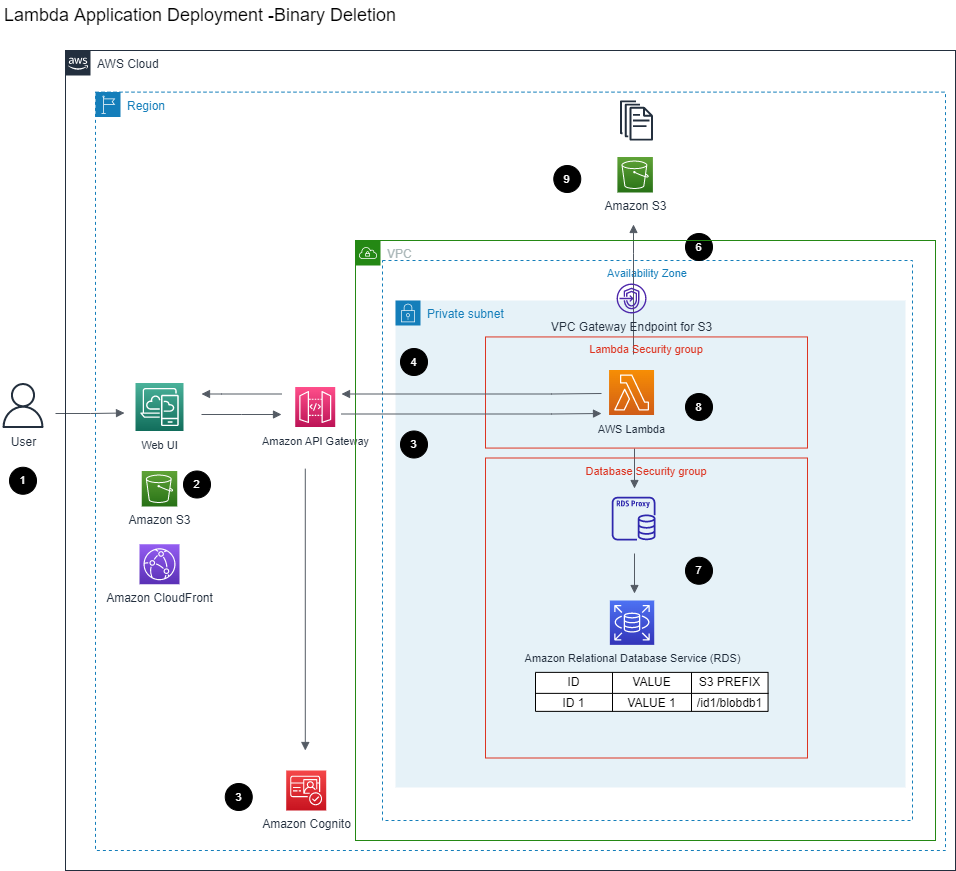 Lambda Application Deployment -Binary Deletion
aws
AWS Cloud
Region
9
Amazon S3
6
VPC
Availability Zone
Private subnet
VPC Gateway Endpoint for S3
Lambda Security group
4
8
AWS Lambda
User
Web UI
Amazon API Gateway
3
1
2
Amazon S3
Database Security group
RDS Proxy
7
Amazon CloudFront
Amazon Relational Database Service (RDS)
ID VALUE S3 PREFIX
ID 1 VALUE 1 /id1/blobdb1
3
Amazon Cognito